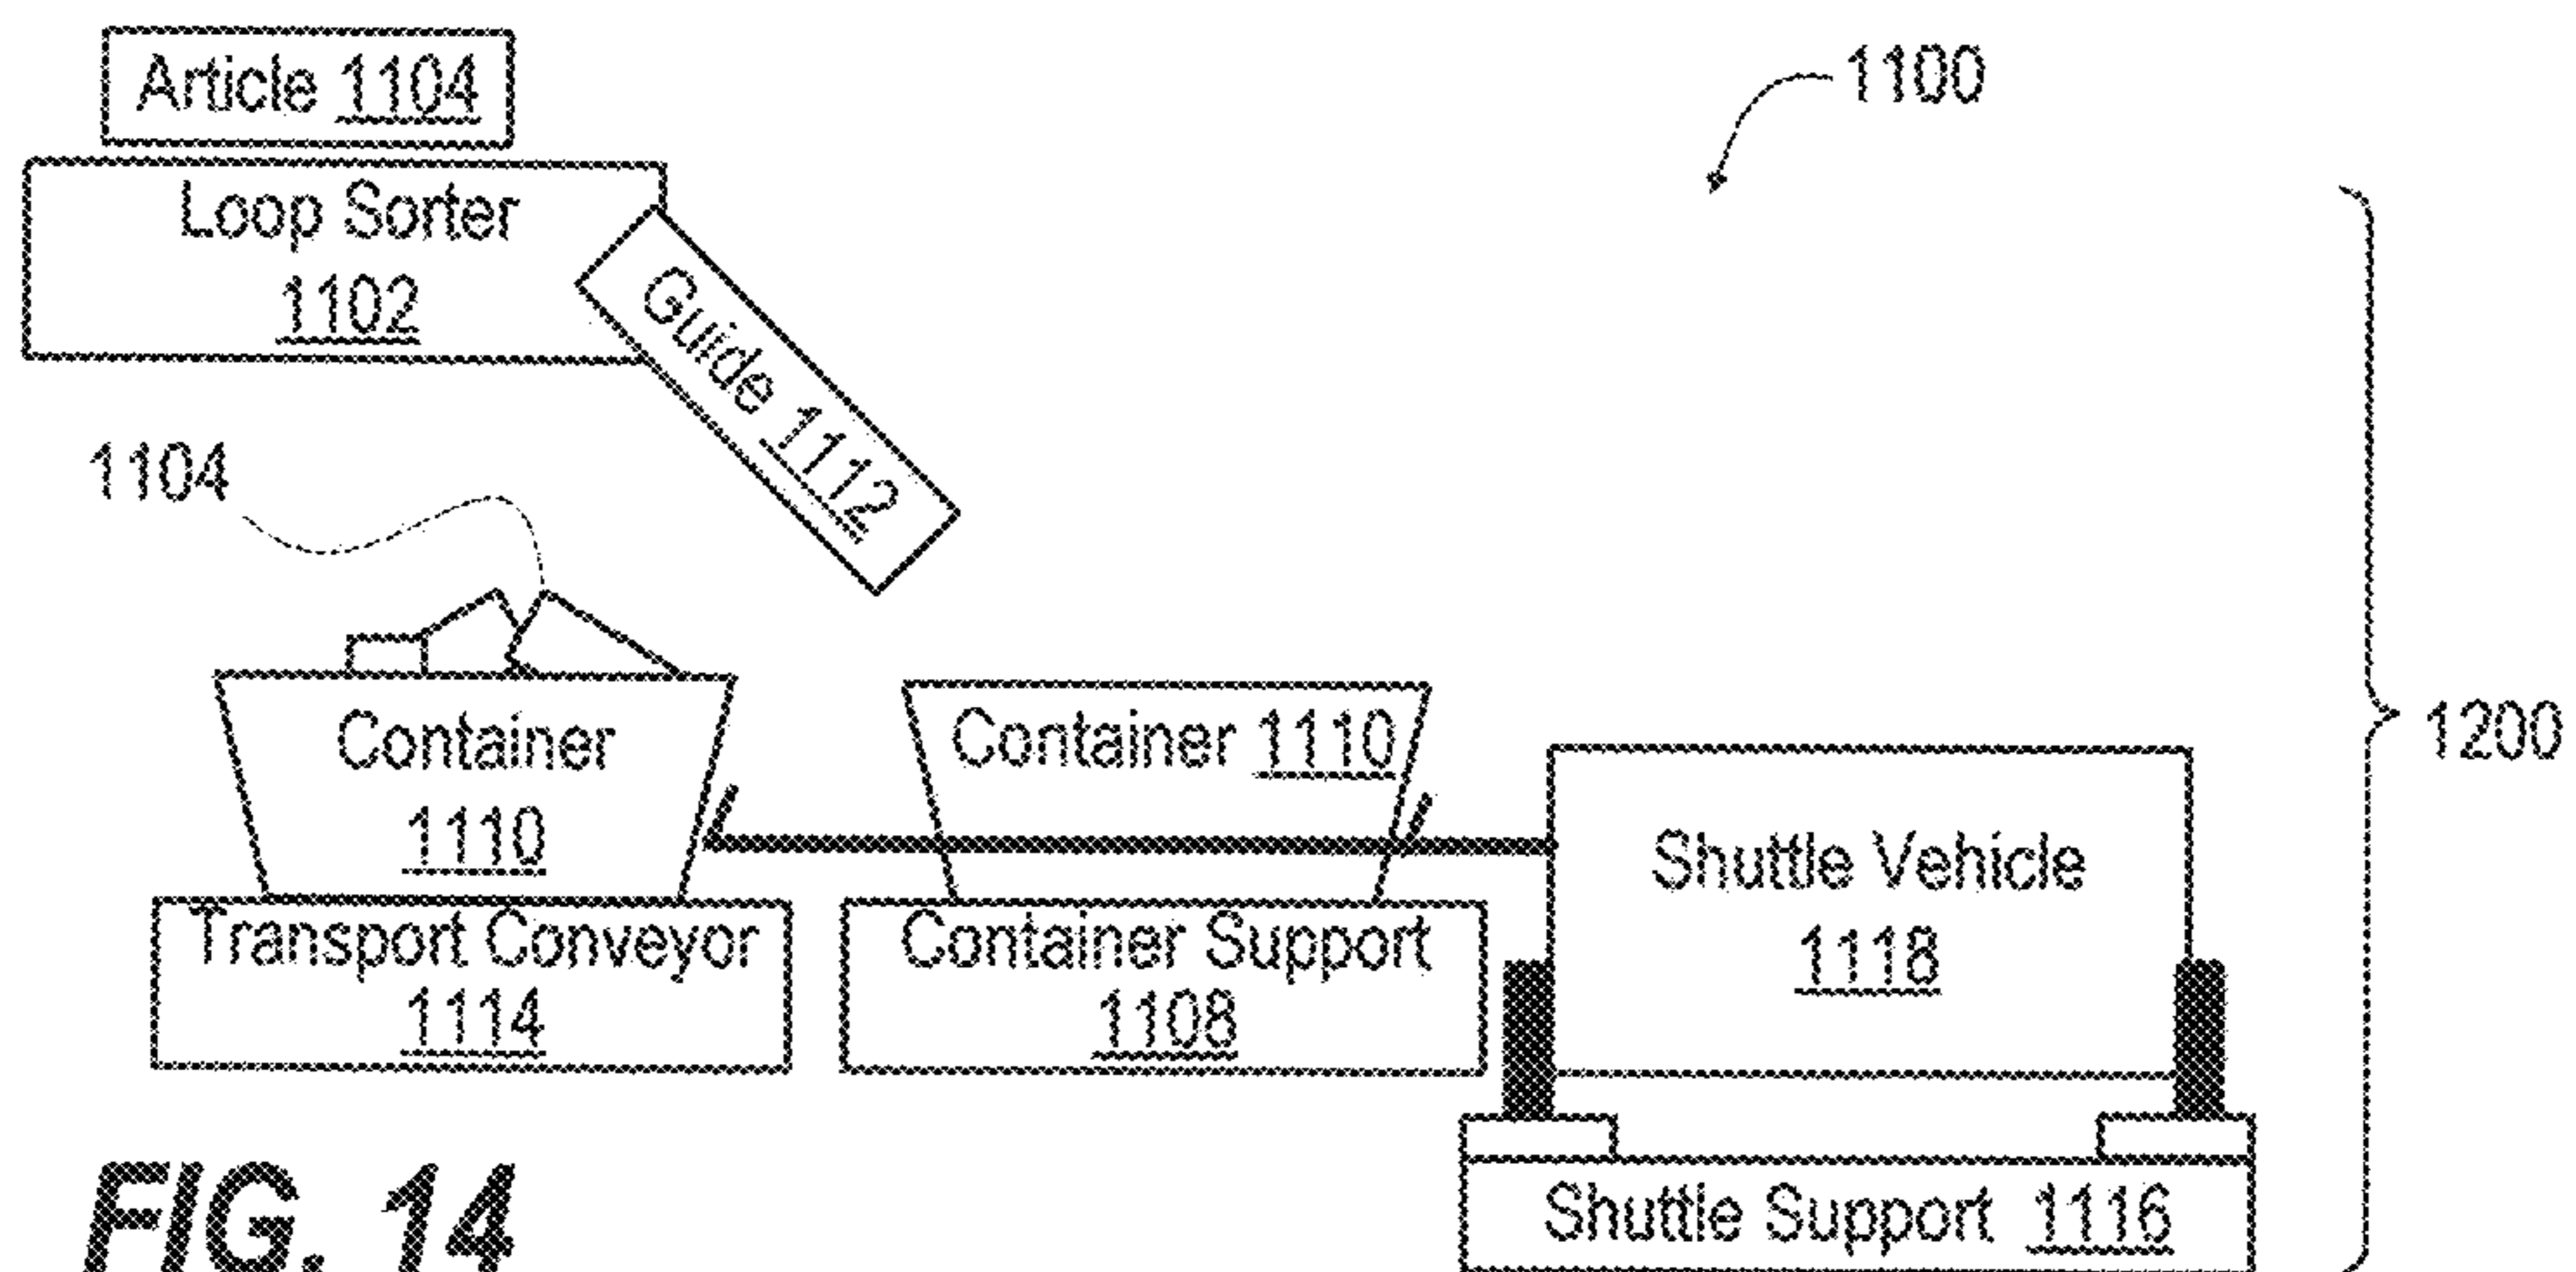 Article 1104
1100
Loop Sorter
1102
Guide 1112
1104
Container
1110
Container 1110
1200
Shuttle Vehicle
1118
Transport Conveyor
1114
Container Support
1108
Shuttle Support 1116
FIG. 14